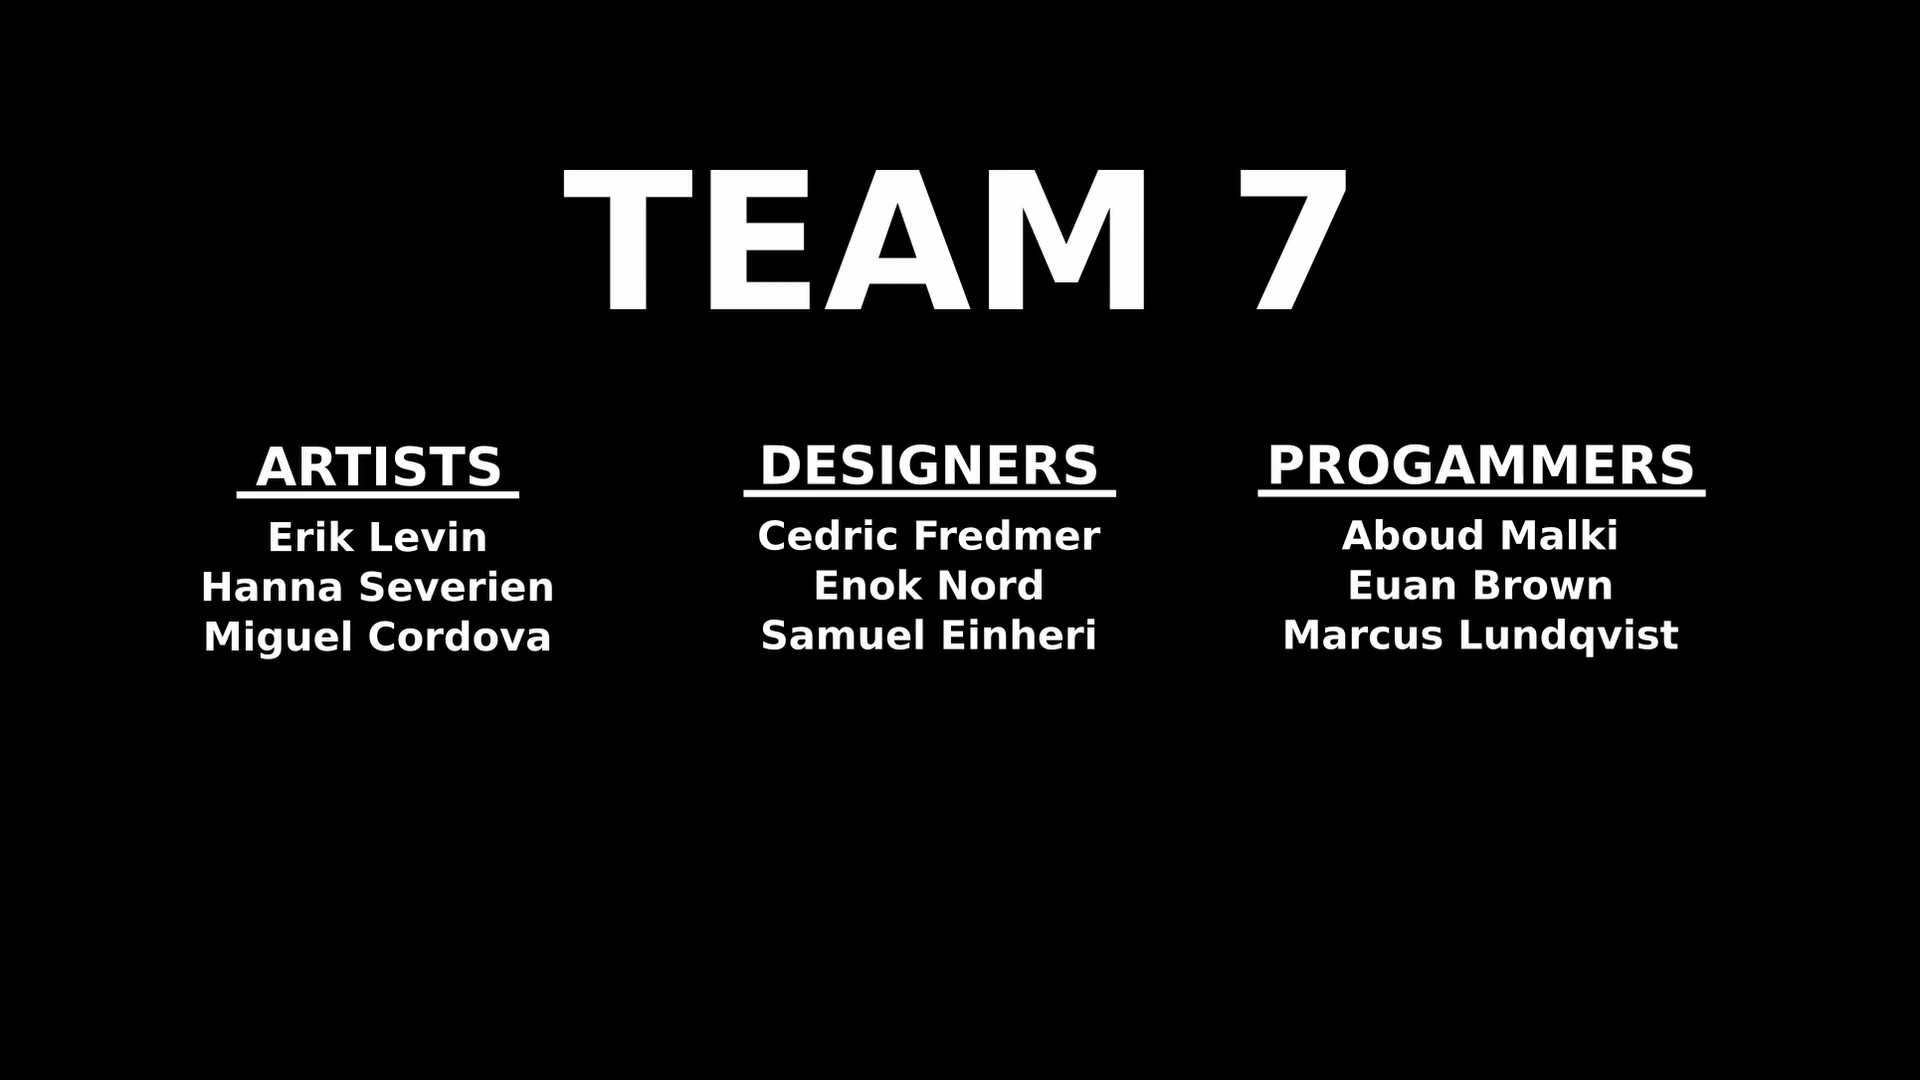 TEAM 7
ARTISTS
Erik Levin
Hanna Severien
Miguel Cordova
DESIGNERS
Cedric Fredmer
Enok Nord
Samuel Einheri
PROGAMMERS
Aboud Malki
Euan Brown
Marcus Lundqvist